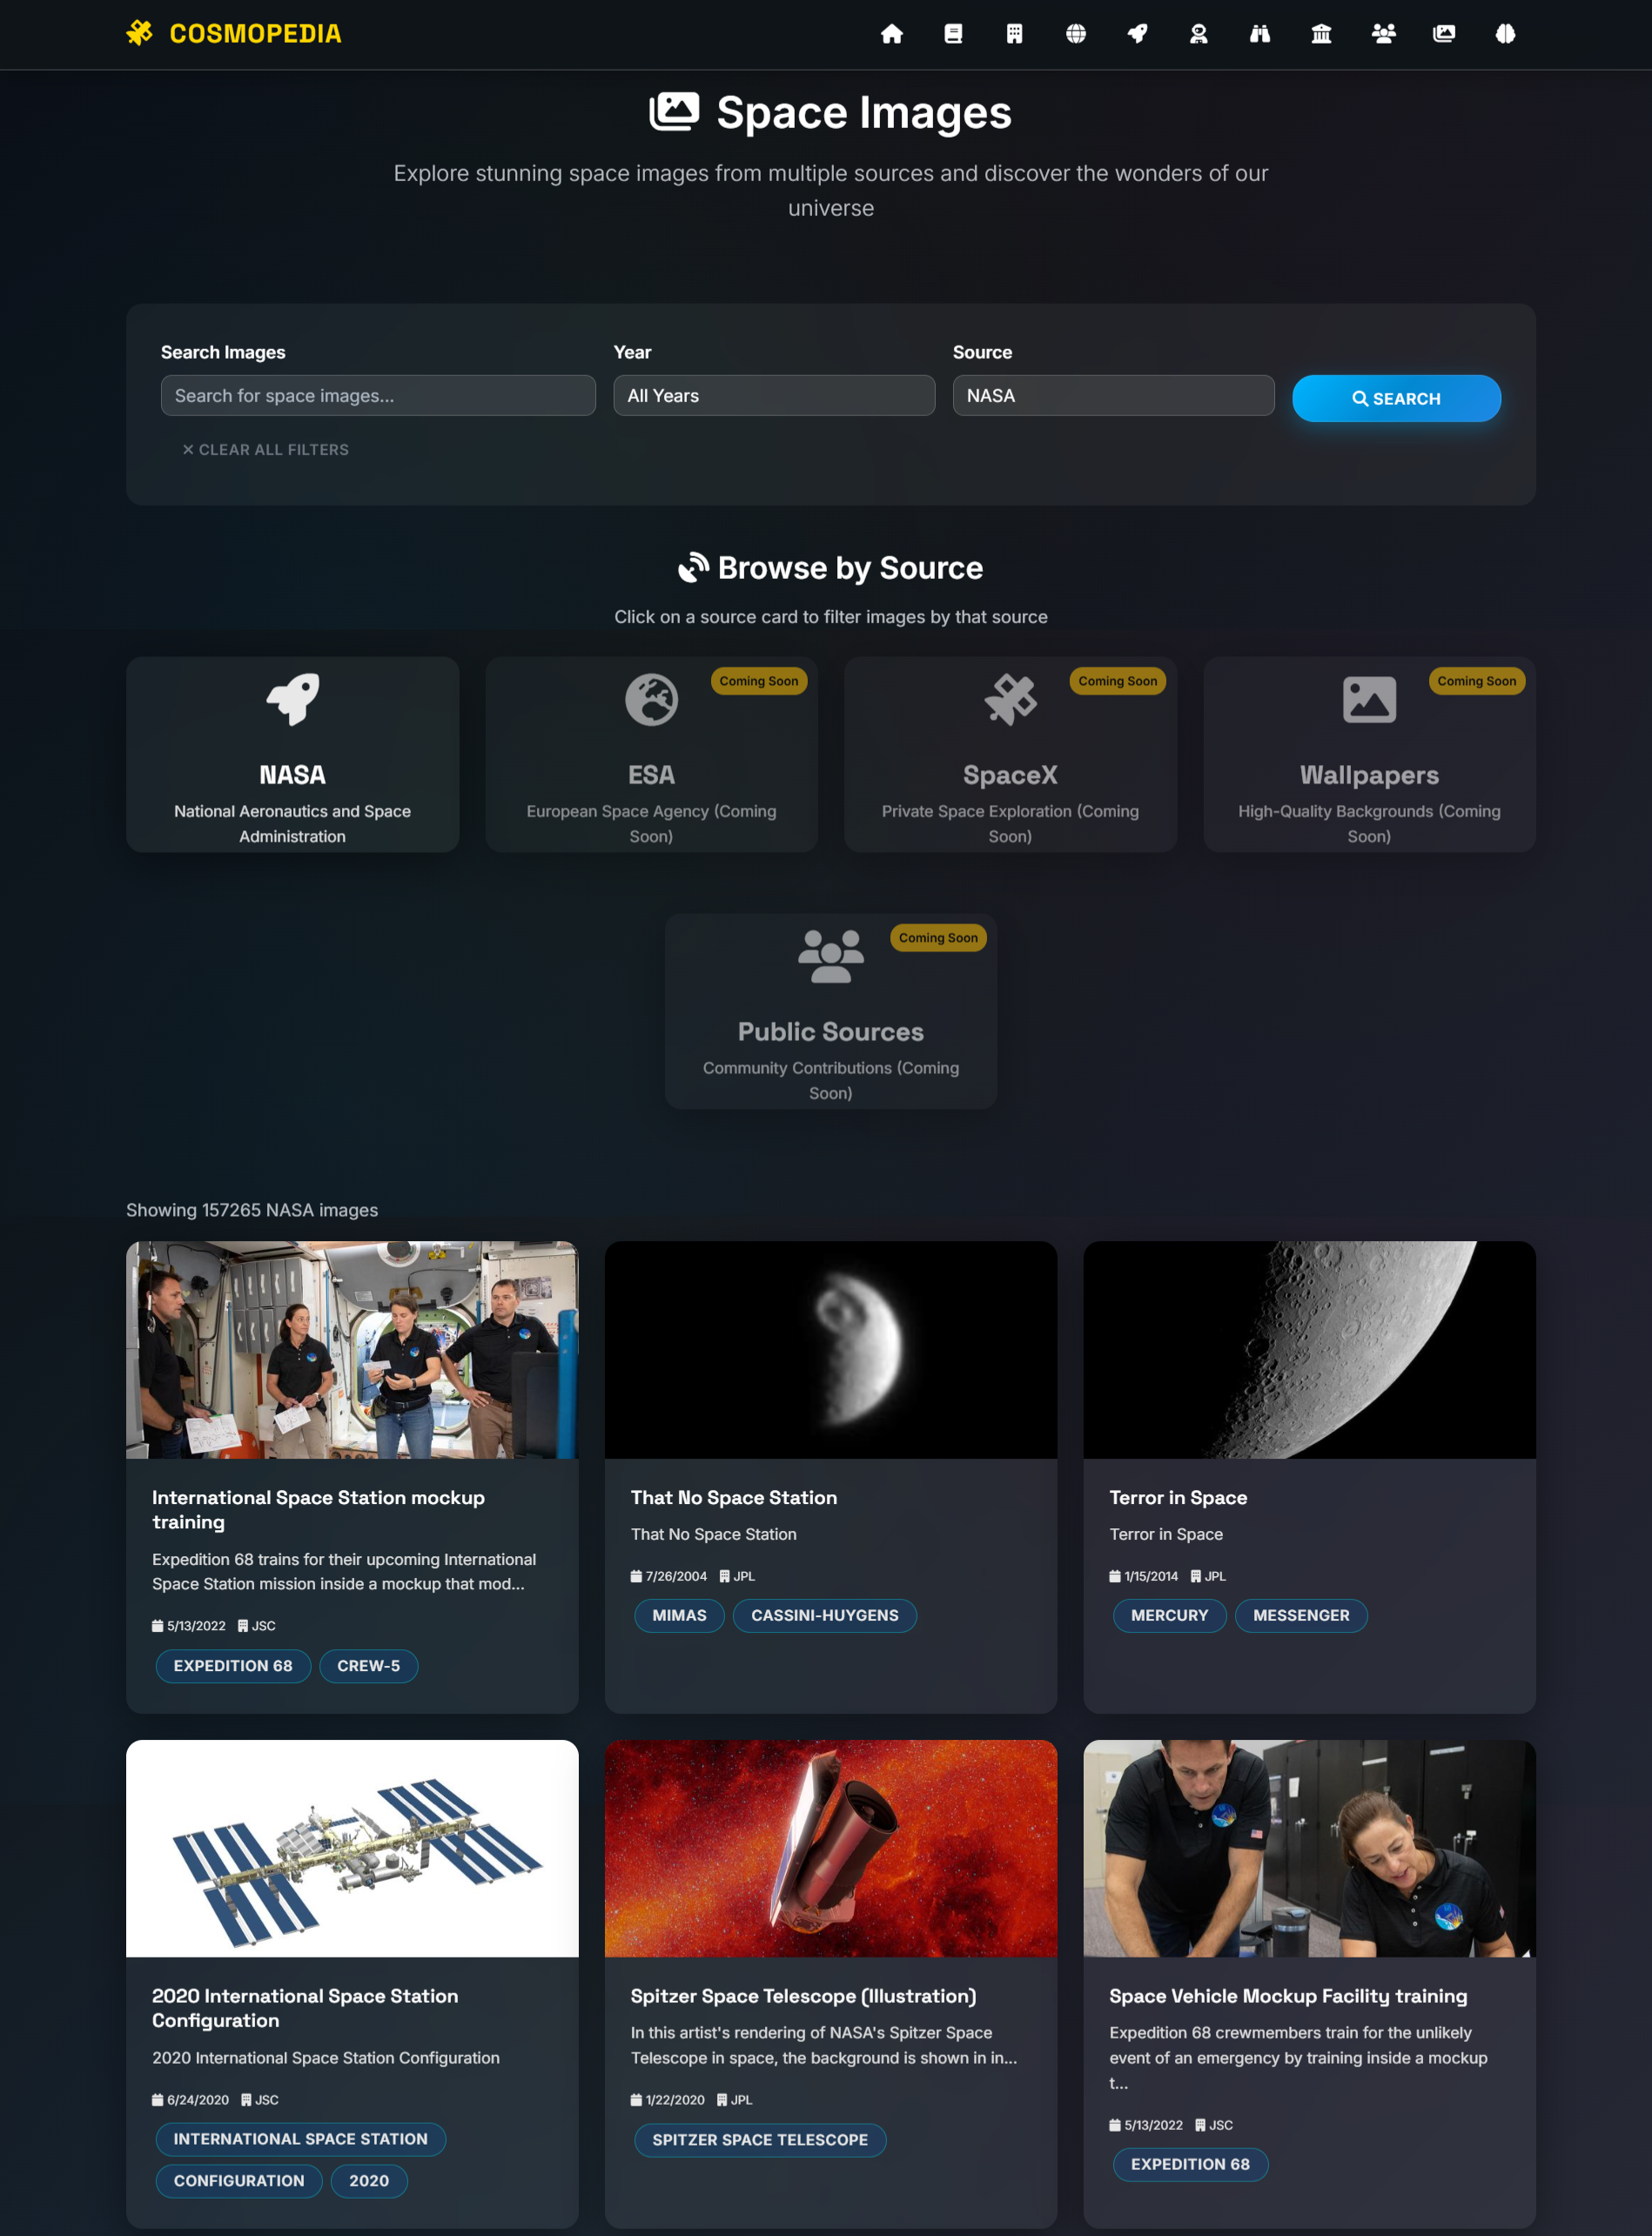 COSMOPEDIA
Space Images
Explore stunning space images from multiple sources and discover the wonders of our
universe
Search Images
Year
Source
Search for space images...
All Years
NASA
SEARCH
CLEAR ALL FILTERS
Browse by Source
Click on a source card to filter images by that source
NASA
National Aeronautics and Space
Administration
Coming Soon
ESA
European Space Agency (Coming
Soon)
Coming Soon
SpaceX
Private Space Exploration (Coming
Soon)
Coming Soon
Wallpapers
High-Quality Backgrounds (Coming
Soon)
Coming Soon
Public Sources
Community Contributions (Coming
Soon)
Showing 157265 NASA images
International Space Station mockup
training
Expedition 68 trains for their upcoming International
Space Station mission inside a mockup that mod...
5/13/2022 JSC
EXPEDITION 68 CREW-5
That No Space Station
That No Space Station
7/26/2004 JPL
MIMAS CASSINI-HUYGENS
Terror in Space
Terror in Space
1/15/2014 JPL
MERCURY MESSENGER
2020 International Space Station
Configuration
2020 International Space Station Configuration
6/24/2020 JSC
INTERNATIONAL SPACE STATION
CONFIGURATION 2020
Spitzer Space Telescope (Illustration)
In this artist's rendering of NASA's Spitzer Space
Telescope in space, the background is shown in in...
1/22/2020 JPL
SPITZER SPACE TELESCOPE
Space Vehicle Mockup Facility training
Expedition 68 crewmembers train for the unlikely
event of an emergency by training inside a mockup
t...
5/13/2022 JSC
EXPEDITION 68